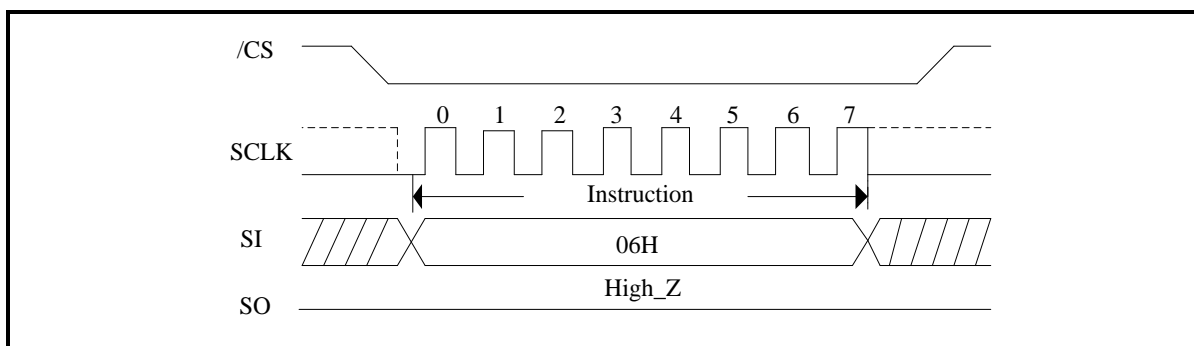 /CS
0 1 2 3 4 5 6 7
SCLK
Instruction
SI
06H
High_Z
SO